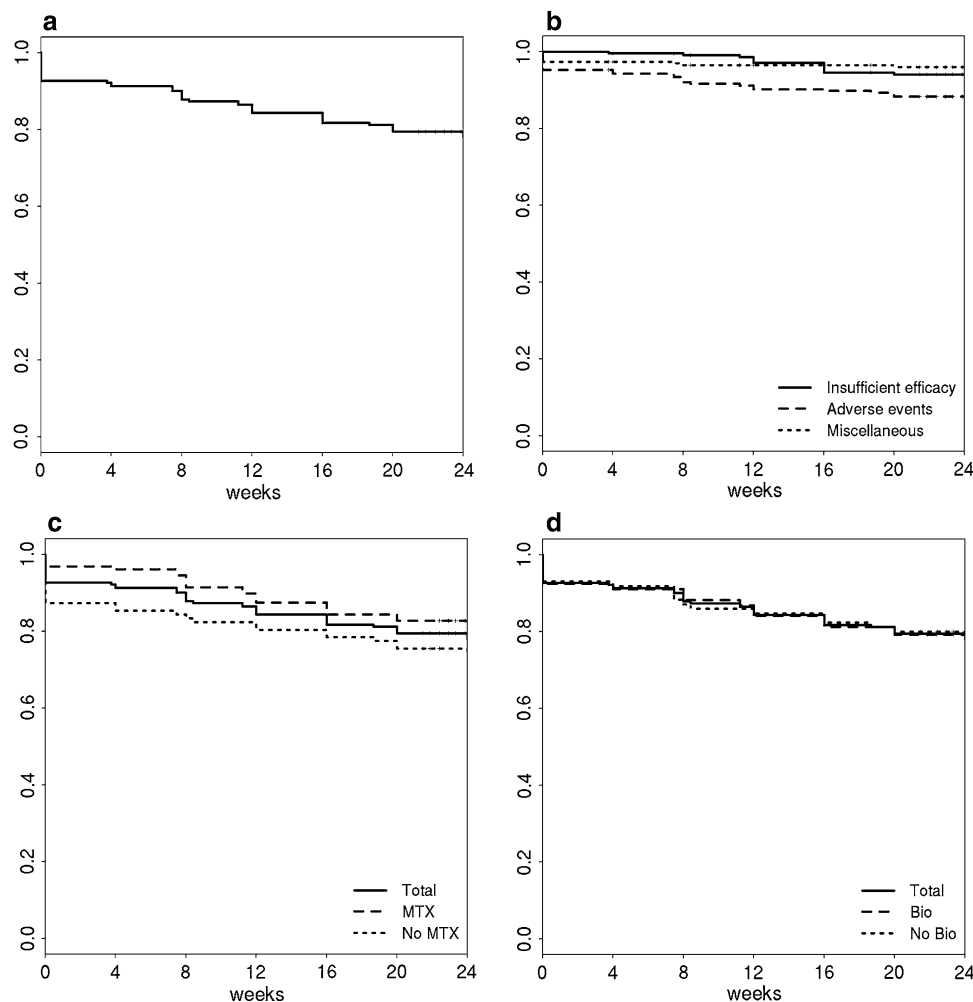 a
1.0
0.8
0.6
0.4
0.2
0.0
0 4 8 12 16 20 24
weeks
b
1.0
0.8
0.6
0.4
0.2
0.0
Insufficient efficacy
Adverse events
Miscellaneous
0 4 8 12 16 20 24
weeks
c
1.0
0.8
0.6
0.4
0.2
0.0
Total
MTX
No MTX
0 4 8 12 16 20 24
weeks
d
1.0
0.8
0.6
0.4
0.2
0.0
Total
Bio
No Bio
0 4 8 12 16 20 24
weeks